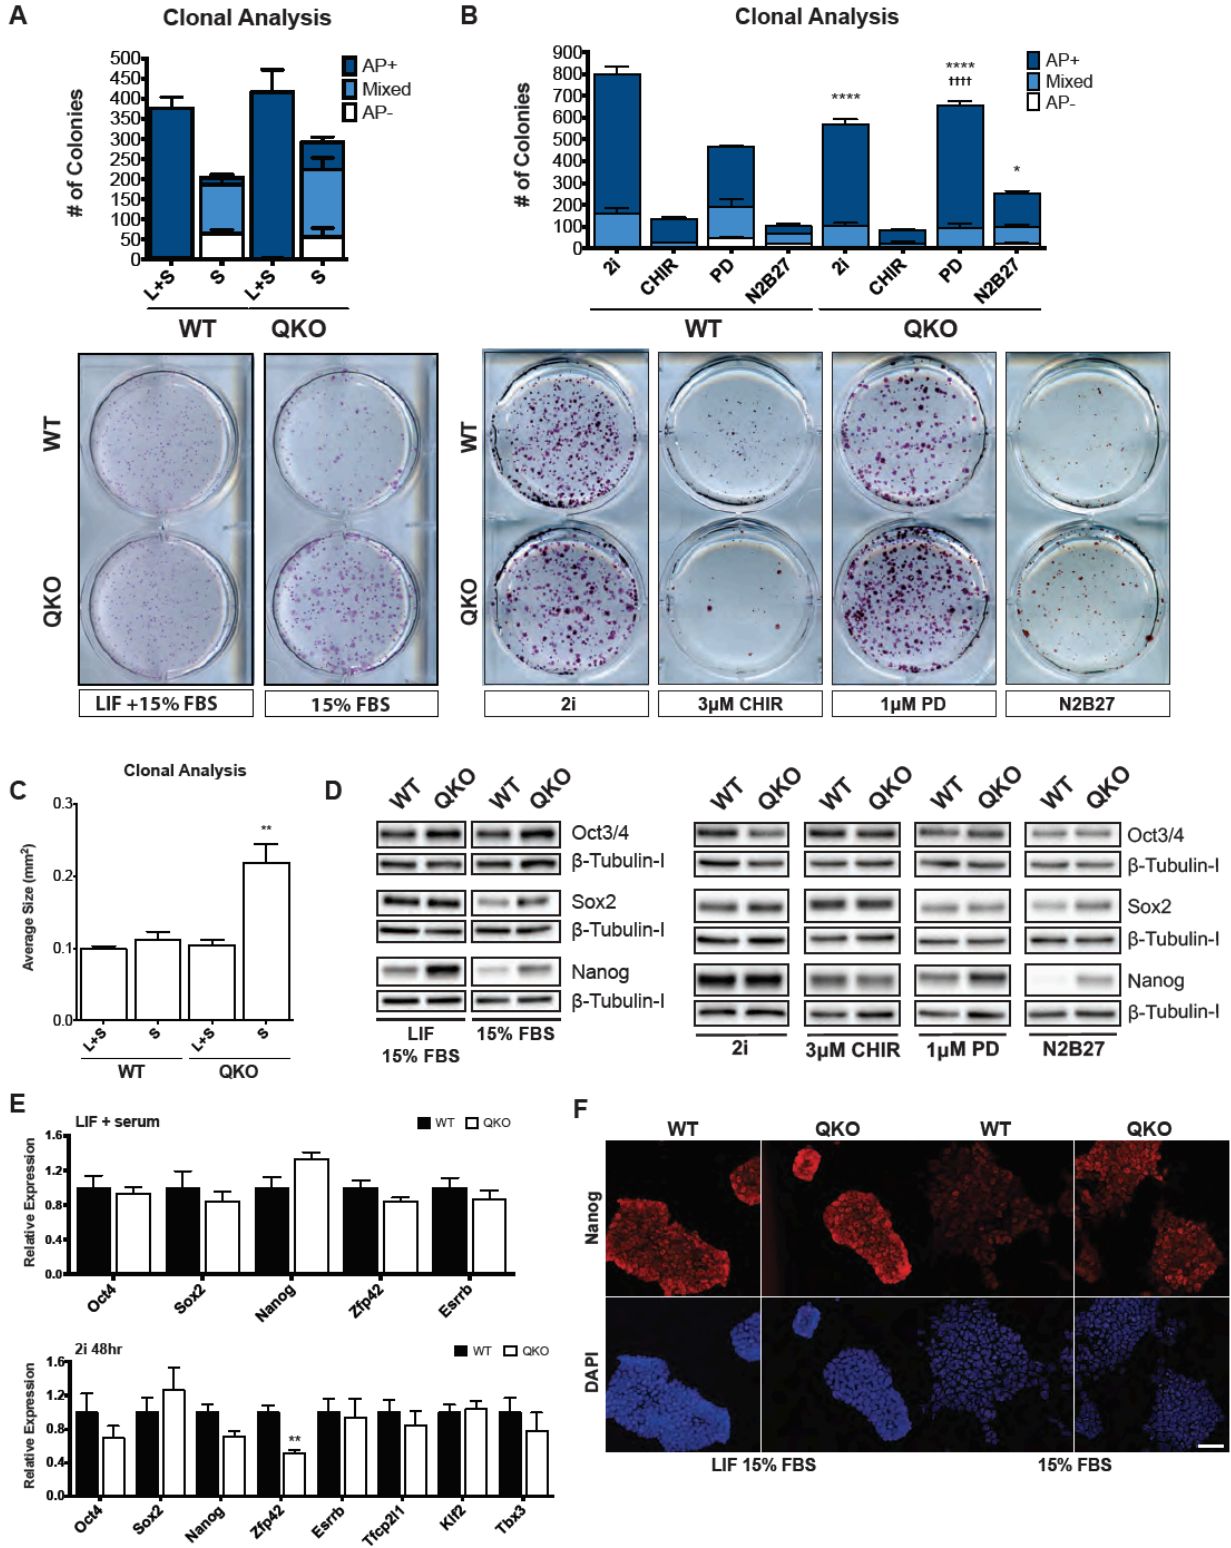 A
Clonal Analysis
# of Colonies
500
450
400
350
300
250
200
150
100
50
0
AP+
Mixed
AP-
L+S
S
L+S
S
WT
QKO
WT
QKO
LIF +15% FBS
15% FBS
B
Clonal Analysis
# of Colonies
900
800
700
600
500
400
300
200
100
0
****
****
††††
*
AP+
Mixed
AP-
2i
CHIR
PD
N2B27
2i
CHIR
PD
N2B27
WT
QKO
WT
QKO
2i
3µM CHIR
1µM PD
N2B27
C
Clonal Analysis
Average Size (mm²)
0.3
0.2
0.1
0.0
**
L+S
S
L+S
S
WT
QKO
D
WT QKO WT QKO
Oct3/4
β-Tubulin-I
Sox2
β-Tubulin-I
Nanog
β-Tubulin-I
LIF
15% FBS
15% FBS
WT QKO WT QKO WT QKO WT QKO
Oct3/4
β-Tubulin-I
Sox2
β-Tubulin-I
Nanog
β-Tubulin-I
2i
3µM CHIR
1µM PD
N2B27
E
LIF + serum
WT QKO
Relative Expression
1.6
1.2
0.8
0.4
0.0
Oct4
Sox2
Nanog
Zfp42
Esrrb
2i 48hr
WT QKO
Relative Expression
1.6
1.2
0.8
0.4
0.0
**
Oct4
Sox2
Nanog
Zfp42
Esrrb
Tfcp2l1
Klf2
Tbx3
F
WT QKO WT QKO
Nanog
DAPI
LIF 15% FBS
15% FBS